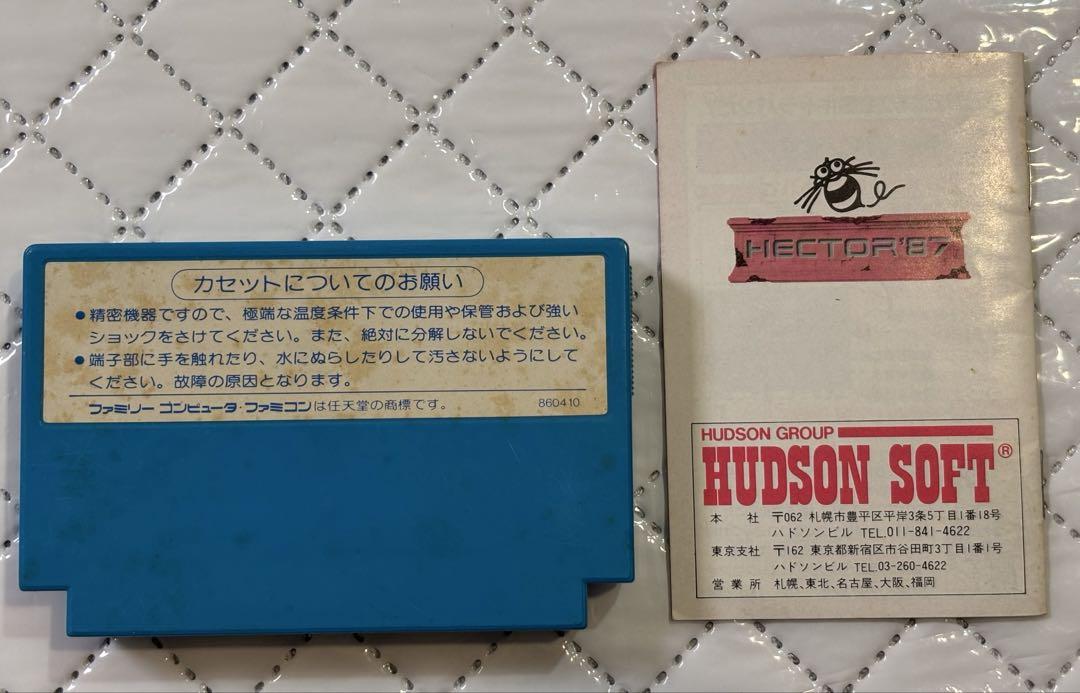 カセットについてのお願い
●精密機器ですので、極端な温度条件下での使用や保管および強い
ショックをさけてください。また、絶対に分解しないでください。
●端子部に手を触れたり、水にぬらしたりして汚さないようにして
ください。故障の原因となります。
ファミリー コンピュータ・ファミコンは任天堂の商標です。 860410
HECTOR'87
HUDSON GROUP
HUDSON SOFT®
本 社 〒062 札幌市豊平区平岸3条5丁目1番18号
ハドソンビル TEL.011-841-4622
東京支社 〒162 東京都新宿区市谷田町3丁目1番1号
ハドソンビル TEL.03-260-4622
営業所 札幌、東北、名古屋、大阪、福岡